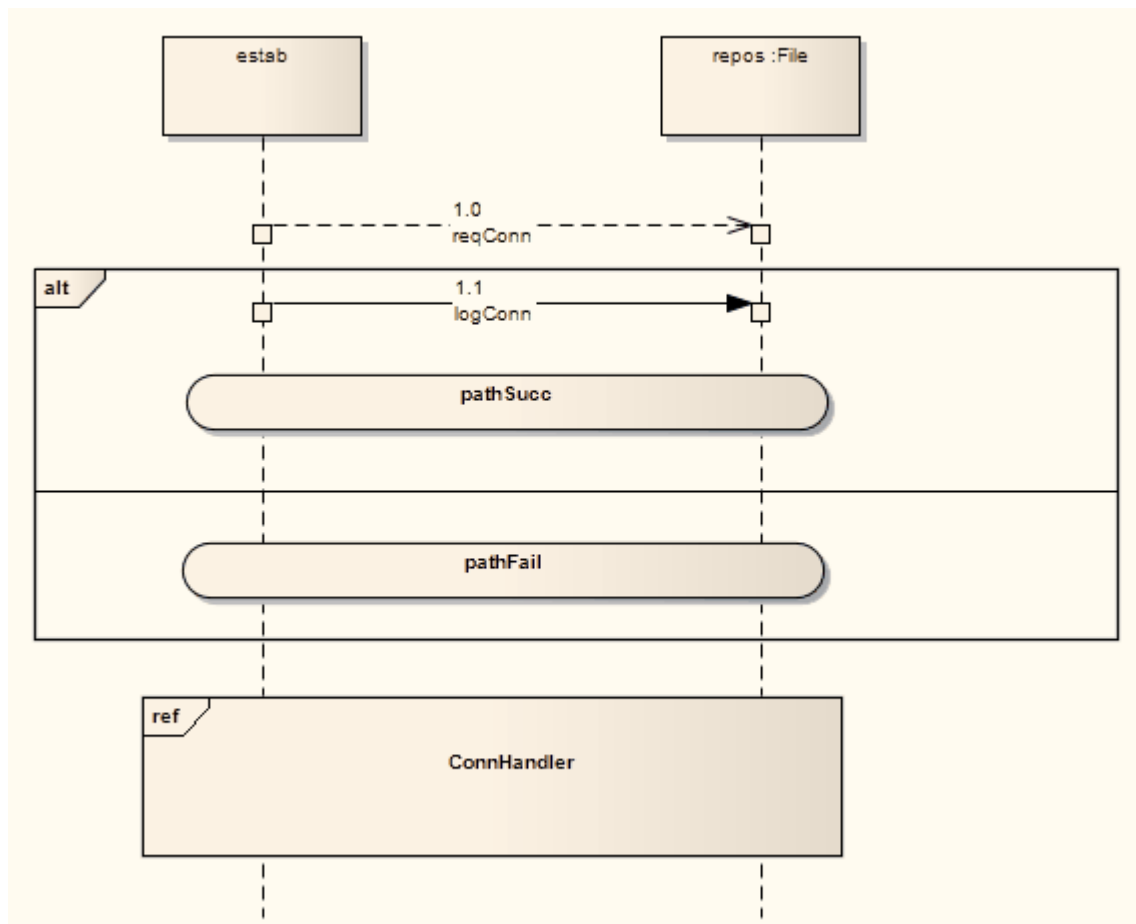 estab
repos :File
1.0
reqConn
alt
1.1
logConn
pathSucc
pathFail
ref
ConnHandler